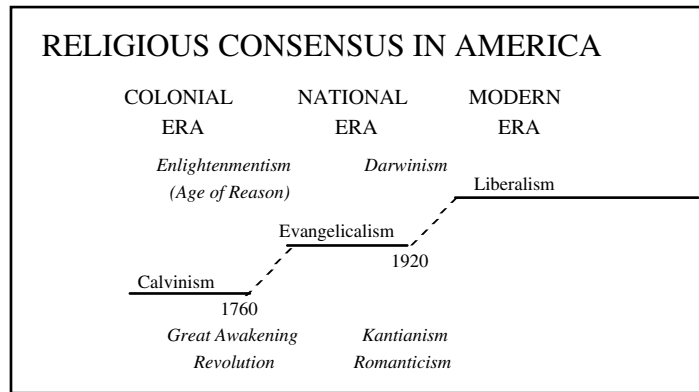 RELIGIOUS CONSENSUS IN AMERICA
COLONIAL ERA
NATIONAL ERA
MODERN ERA
Enlightenmentism
(Age of Reason)
Darwinism
Liberalism
Evangelicalism
1920
Calvinism
1760
Great Awakening
Revolution
Kantianism
Romanticism